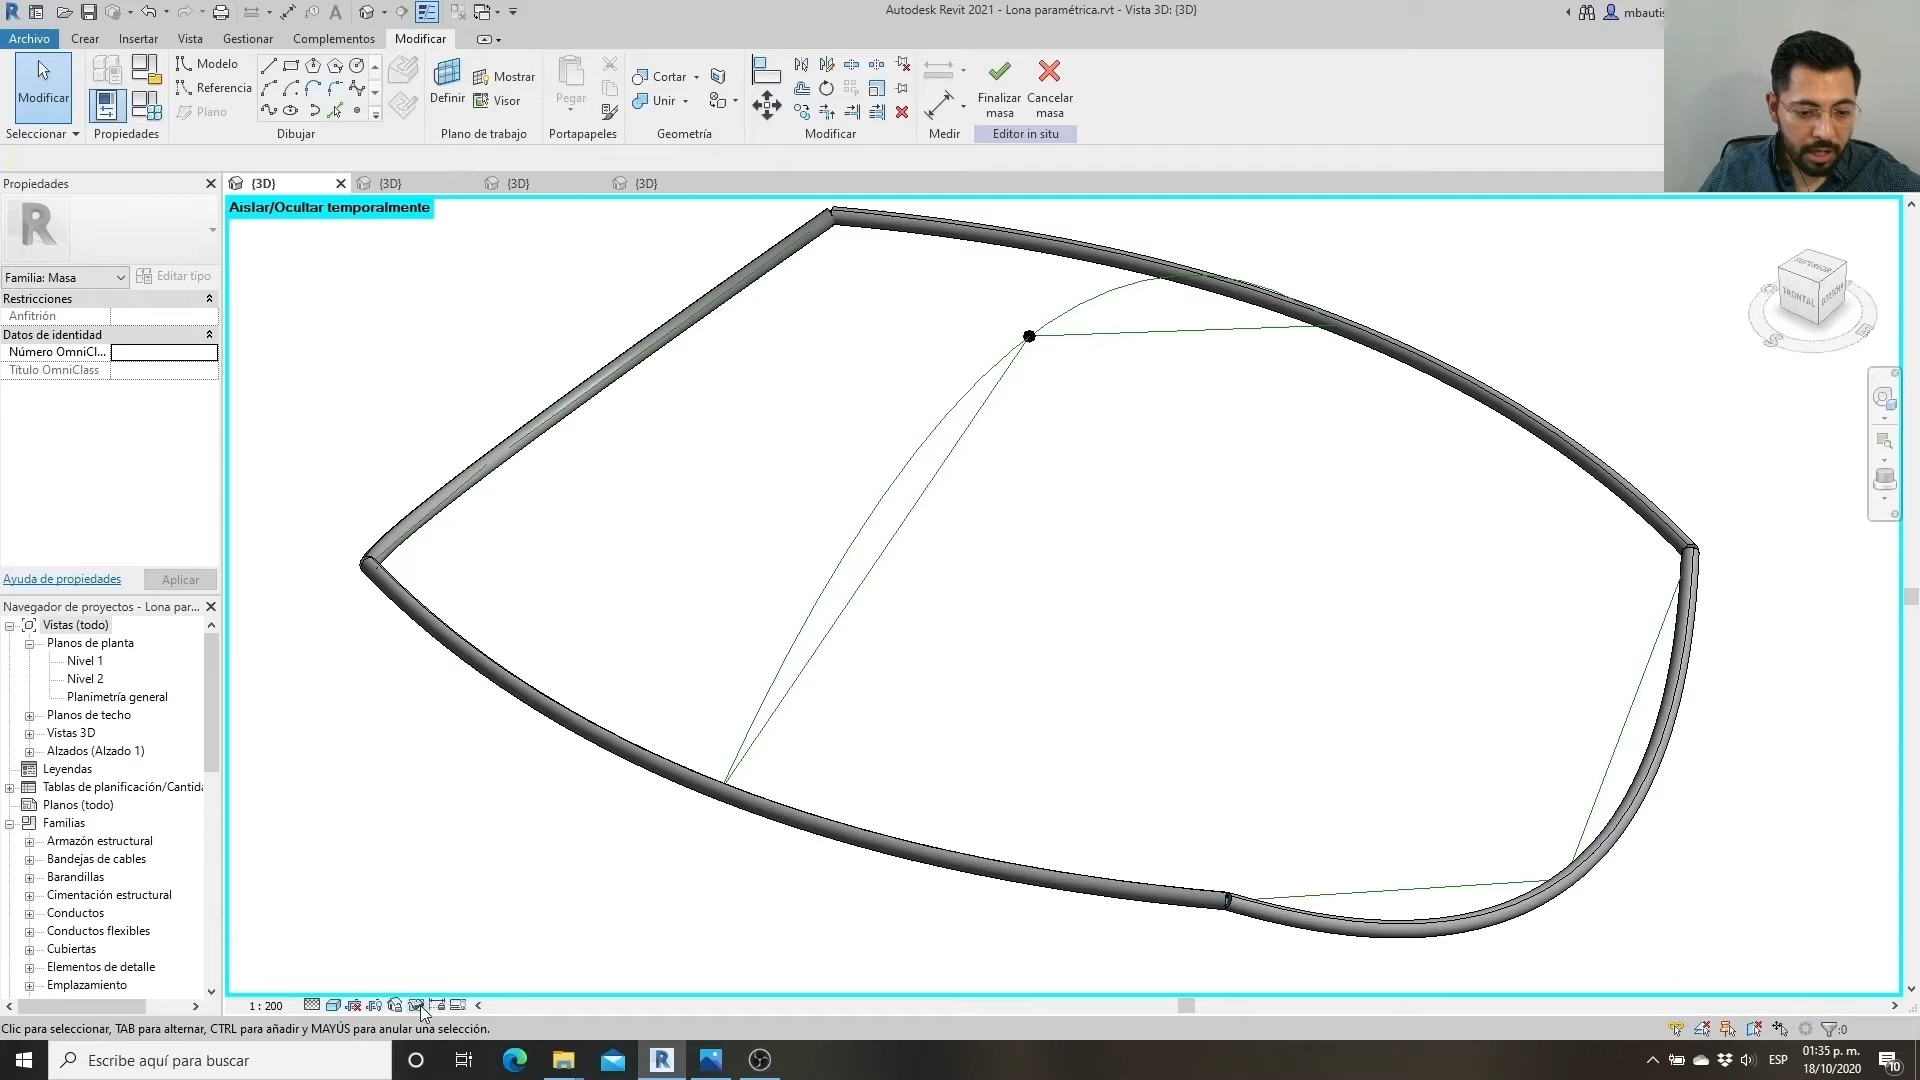 Autodesk Revit 2021 - Lona paramétrica.rvt - Vista 3D: {3D}
mbautis
Archivo Crear Insertar Vista Gestionar Complementos Modificar
Modificar
Seleccionar
Propiedades
Modelo
Referencia
Plano
Dibujar
Definir
Mostrar
Visor
Plano de trabajo
Pegar
Portapapeles
Cortar
Unir
Geometría
Modificar
Medir
Finalizar masa
Cancelar masa
Editor in situ
Propiedades
{3D} {3D} {3D} {3D}
Aislar/Ocultar temporalmente
Familia: Masa Editar tipo
Restricciones
Anfitrión
Datos de identidad
Número OmniCl...
Título OmniClass
Ayuda de propiedades Aplicar
Navegador de proyectos - Lona par...
Vistas (todo)
Planos de planta
Nivel 1
Nivel 2
Planimetría general
Planos de techo
Vistas 3D
Alzados (Alzado 1)
Leyendas
Tablas de planificación/Cantida
Planos (todo)
Familias
Armazón estructural
Bandejas de cables
Barandillas
Cimentación estructural
Conductos
Conductos flexibles
Cubiertas
Elementos de detalle
Emplazamiento
SUPERIOR
FRONTAL
1 : 200
Clic para seleccionar, TAB para alternar, CTRL para añadir y MAYÚS para anular una selección.
:0
Escribe aquí para buscar
ESP
01:35 p. m.
18/10/2020
10